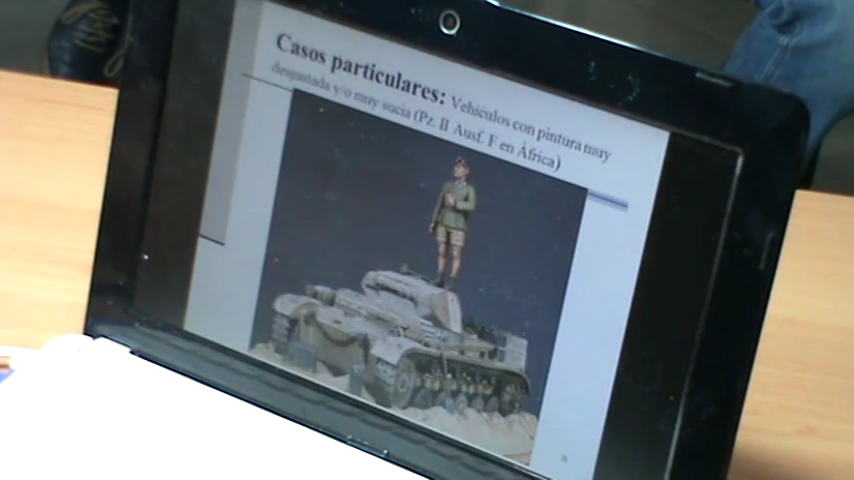 Casos particulares: Vehículos con pintura muy
desgastada y/o muy sucia (Pz. II Ausf. F en África)